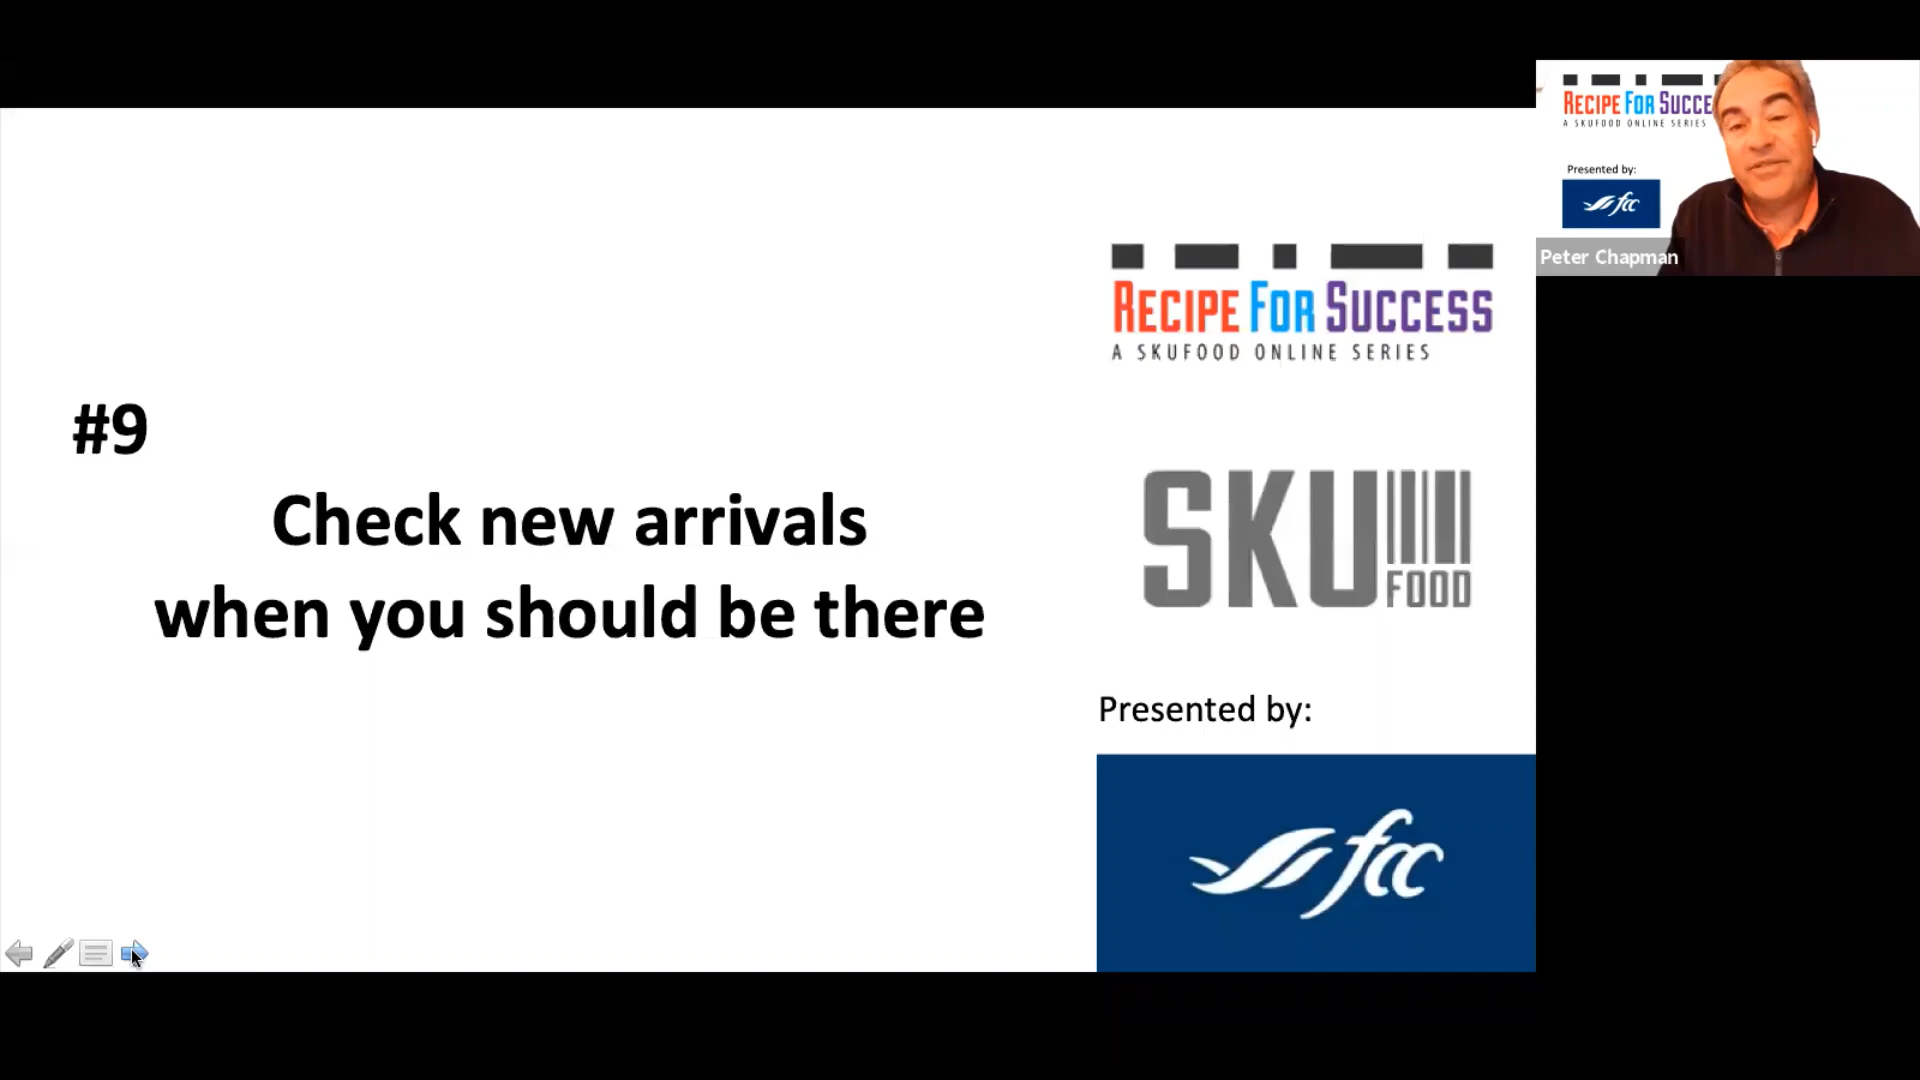 #9
Check new arrivals
when you should be there
RECIPE FOR SUCCESS
A SKUFOOD ONLINE SERIES
SKU
FOOD
Presented by:
fcc
RECIPE FOR SUCCE
A SKUFOOD ONLINE SERIES
Presented by:
fcc
Peter Chapman